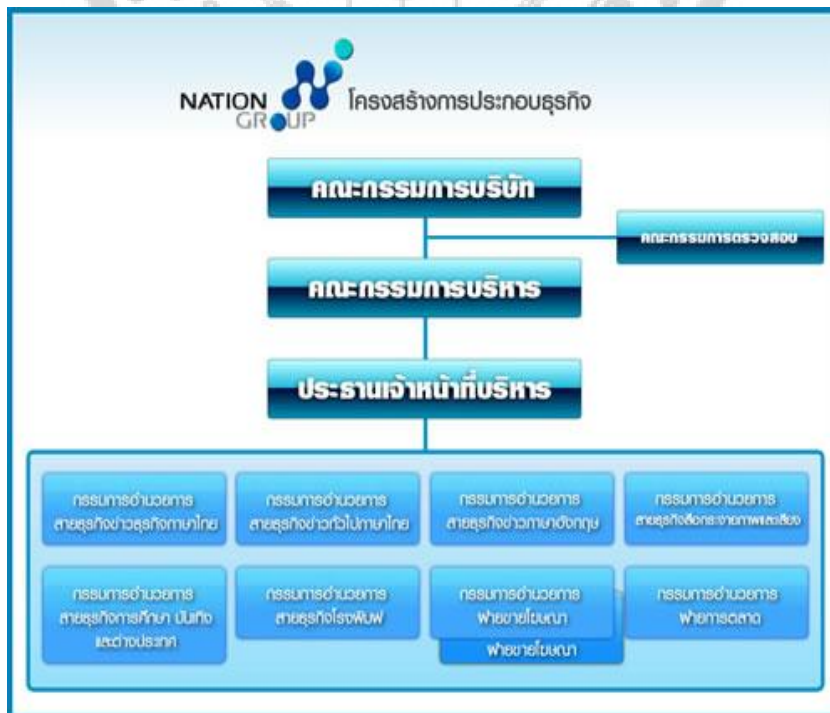 NATION
GROUP
โครงสร้างการประกอบธุรกิจ
คณะกรรมการบริษัท
คณะกรรมการตรวจสอบ
คณะกรรมการบริหาร
ประธานเจ้าหน้าที่บริหาร
กรรมการอำนวยการ
สายธุรกิจข่าวธุรกิจภาษาไทย
กรรมการอำนวยการ
สายธุรกิจข่าวทั่วไปภาษาไทย
กรรมการอำนวยการ
สายธุรกิจข่าวภาษาอังกฤษ
กรรมการอำนวยการ
สายธุรกิจสื่อกระจายภาพและเสียง
กรรมการอำนวยการ
สายธุรกิจการศึกษา บันเทิง
และต่างประเทศ
กรรมการอำนวยการ
สายธุรกิจโรงพิมพ์
กรรมการอำนวยการ
ฝ่ายขายโฆษณา
ฝ่ายขายโฆษณา
กรรมการอำนวยการ
ฝ่ายการตลาด